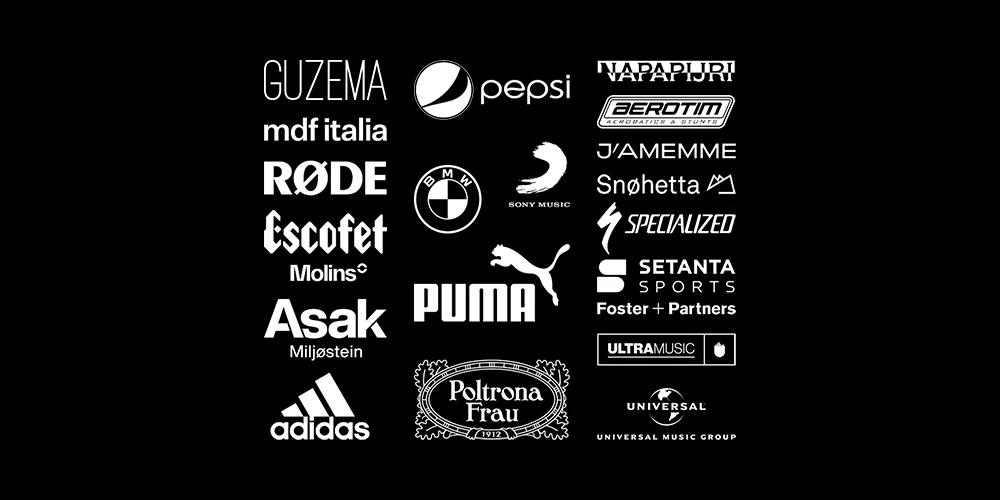 GUZEMA
mdf italia
RØDE
Escofet
Molins
Asak
Miljøstein
adidas
pepsi
BMW
SONY MUSIC
PUMA
Poltrona
Frau
1912
NAPAPIJRI
AEROTIM
AEROBATICS & STUNTS
J'AMEMME
Snøhetta
SPECIALIZED
SETANTA
SPORTS
Foster + Partners
ULTRAMUSIC
UNIVERSAL
UNIVERSAL MUSIC GROUP